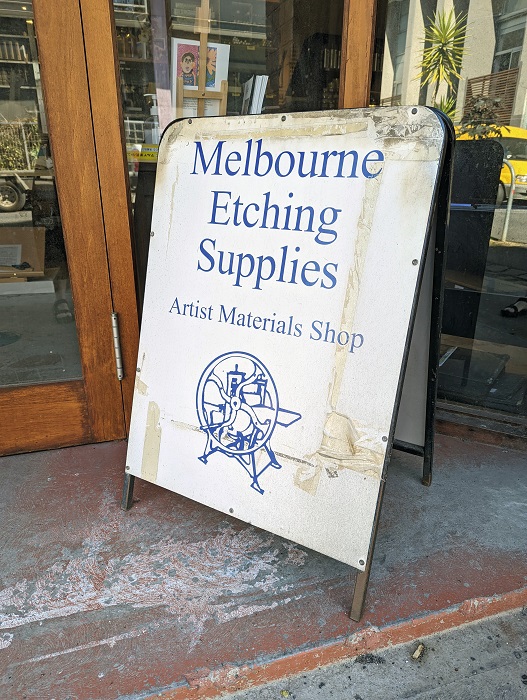 Melbourne
Etching
Supplies
Artist Materials Shop